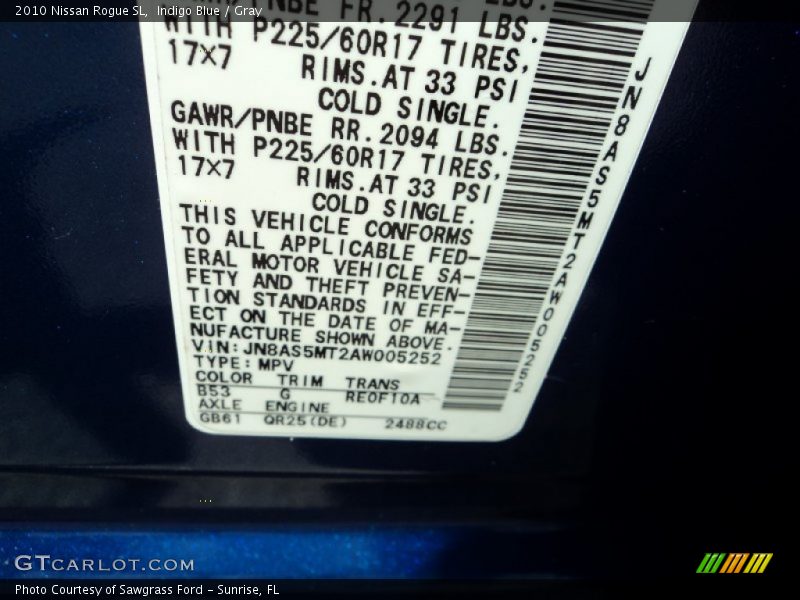 2010 Nissan Rogue SL, Indigo Blue / Gray
PNBE FR. 2291 LBS.
WITH P225/60R17 TIRES,
17X7 RIMS.AT 33 PSI
COLD SINGLE.
GAWR/PNBE RR. 2094 LBS.
WITH P225/60R17 TIRES,
17X7 RIMS.AT 33 PSI
COLD SINGLE.
THIS VEHICLE CONFORMS
TO ALL APPLICABLE FED-
ERAL MOTOR VEHICLE SA-
FETY AND THEFT PREVEN-
TION STANDARDS IN EFF-
ECT ON THE DATE OF MA-
NUFACTURE SHOWN ABOVE.
VIN:JN8AS5MT2AW005252
TYPE:MPV
COLOR TRIM TRANS
B53 G RE0F10A
AXLE ENGINE
GB61 QR25(DE) 2488CC
JN8AS5MT2AW005252
GTCARLOT.COM
Photo Courtesy of Sawgrass Ford - Sunrise, FL